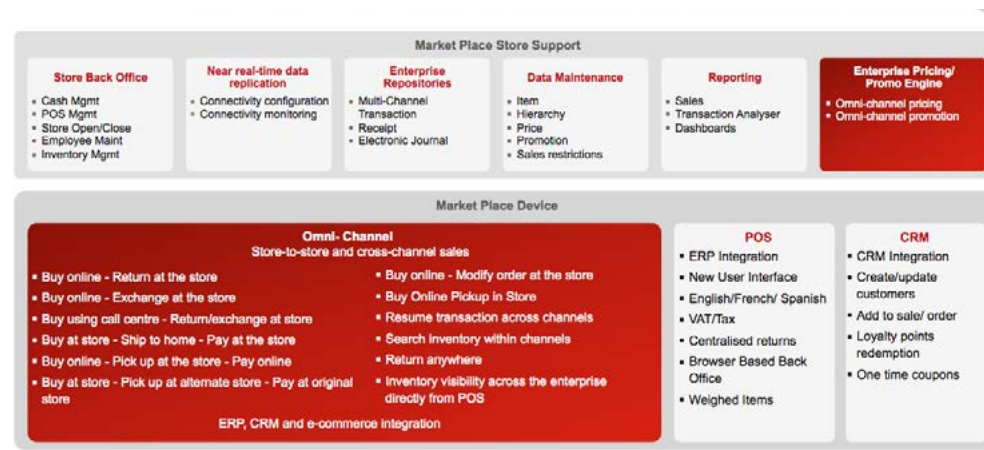 Market Place Store Support
Store Back Office
▪ Cash Mgmt
▪ POS Mgmt
▪ Store Open/Close
▪ Employee Maint
▪ Inventory Mgmt
Near real-time data
replication
▪ Connectivity configuration
▪ Connectivity monitoring
Enterprise
Repositories
▪ Multi-Channel
Transaction
▪ Receipt
▪ Electronic Journal
Data Maintenance
▪ Item
▪ Hierarchy
▪ Price
▪ Promotion
▪ Sales restrictions
Reporting
▪ Sales
▪ Transaction Analyser
▪ Dashboards
Enterprise Pricing/
Promo Engine
▪ Omni-channel pricing
▪ Omni-channel promotion
Market Place Device
Omni- Channel
Store-to-store and cross-channel sales
▪ Buy online - Return at the store
▪ Buy online - Exchange at the store
▪ Buy using call centre - Return/exchange at store
▪ Buy at store - Ship to home - Pay at the store
▪ Buy online - Pick up at the store - Pay online
▪ Buy at store - Pick up at alternate store - Pay at original
store
▪ Buy online - Modify order at the store
▪ Buy Online Pickup in Store
▪ Resume transaction across channels
▪ Search Inventory within channels
▪ Return anywhere
▪ Inventory visibility across the enterprise
directly from POS
ERP, CRM and e-commerce integration
POS
▪ ERP Integration
▪ New User Interface
▪ English/French/ Spanish
▪ VAT/Tax
▪ Centralised returns
▪ Browser Based Back
Office
▪ Weighed Items
CRM
▪ CRM Integration
▪ Create/update
customers
▪ Add to sale/ order
▪ Loyalty points
redemption
▪ One time coupons